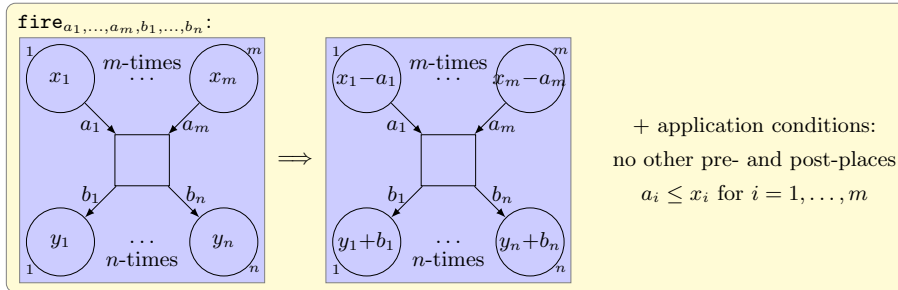 fire_{a_1,...,a_m,b_1,...,b_n}:
1 m-times m 1 m-times m
x_1 ··· x_m x_1−a_1 ··· x_m−a_m
a_1 a_m a_1 a_m
+ application conditions:
⟹
no other pre- and post-places
a_i ≤ x_i for i = 1, . . . , m
b_1 b_n b_1 b_n
y_1 ··· y_n y_1+b_1 ··· y_n+b_n
1 n-times n 1 n-times n